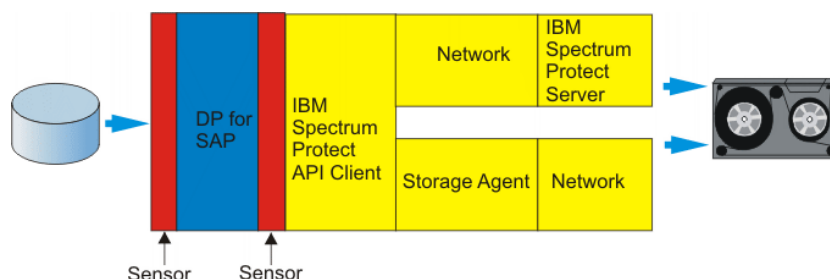 DP for
SAP
IBM
Spectrum
Protect
API Client
Network
IBM
Spectrum
Protect
Server
Storage Agent
Network
Sensor
Sensor